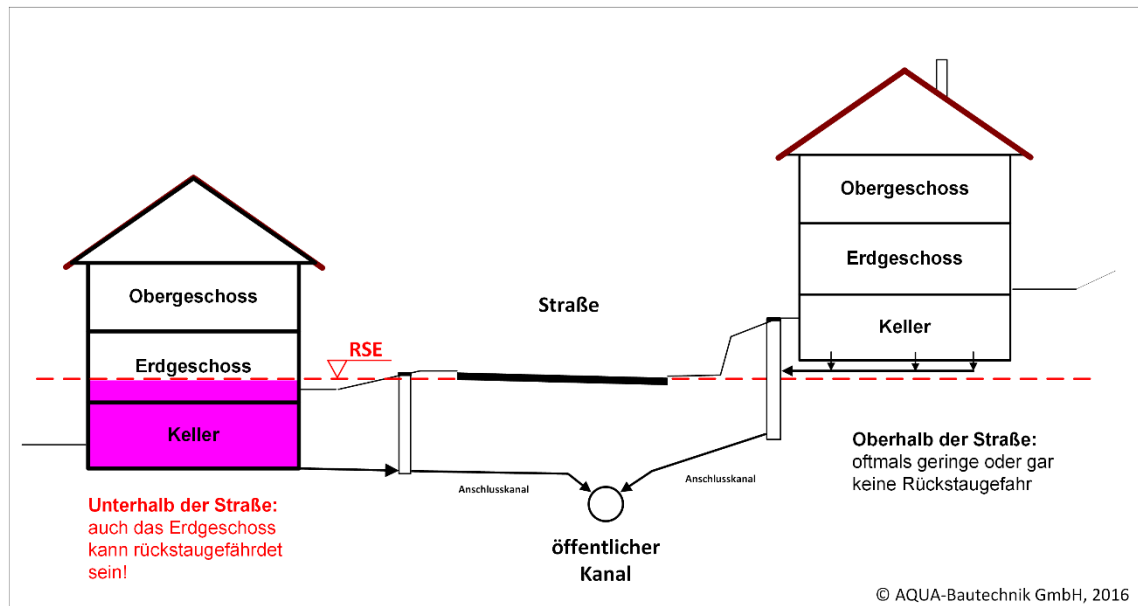 Obergeschoss
Erdgeschoss
Keller
Straße
RSE
Obergeschoss
Erdgeschoss
Keller
Unterhalb der Straße:
auch das Erdgeschoss
kann rückstaugefährdet
sein!
Anschlusskanal
Anschlusskanal
öffentlicher
Kanal
Oberhalb der Straße:
oftmals geringe oder gar
keine Rückstaugefahr
© AQUA-Bautechnik GmbH, 2016